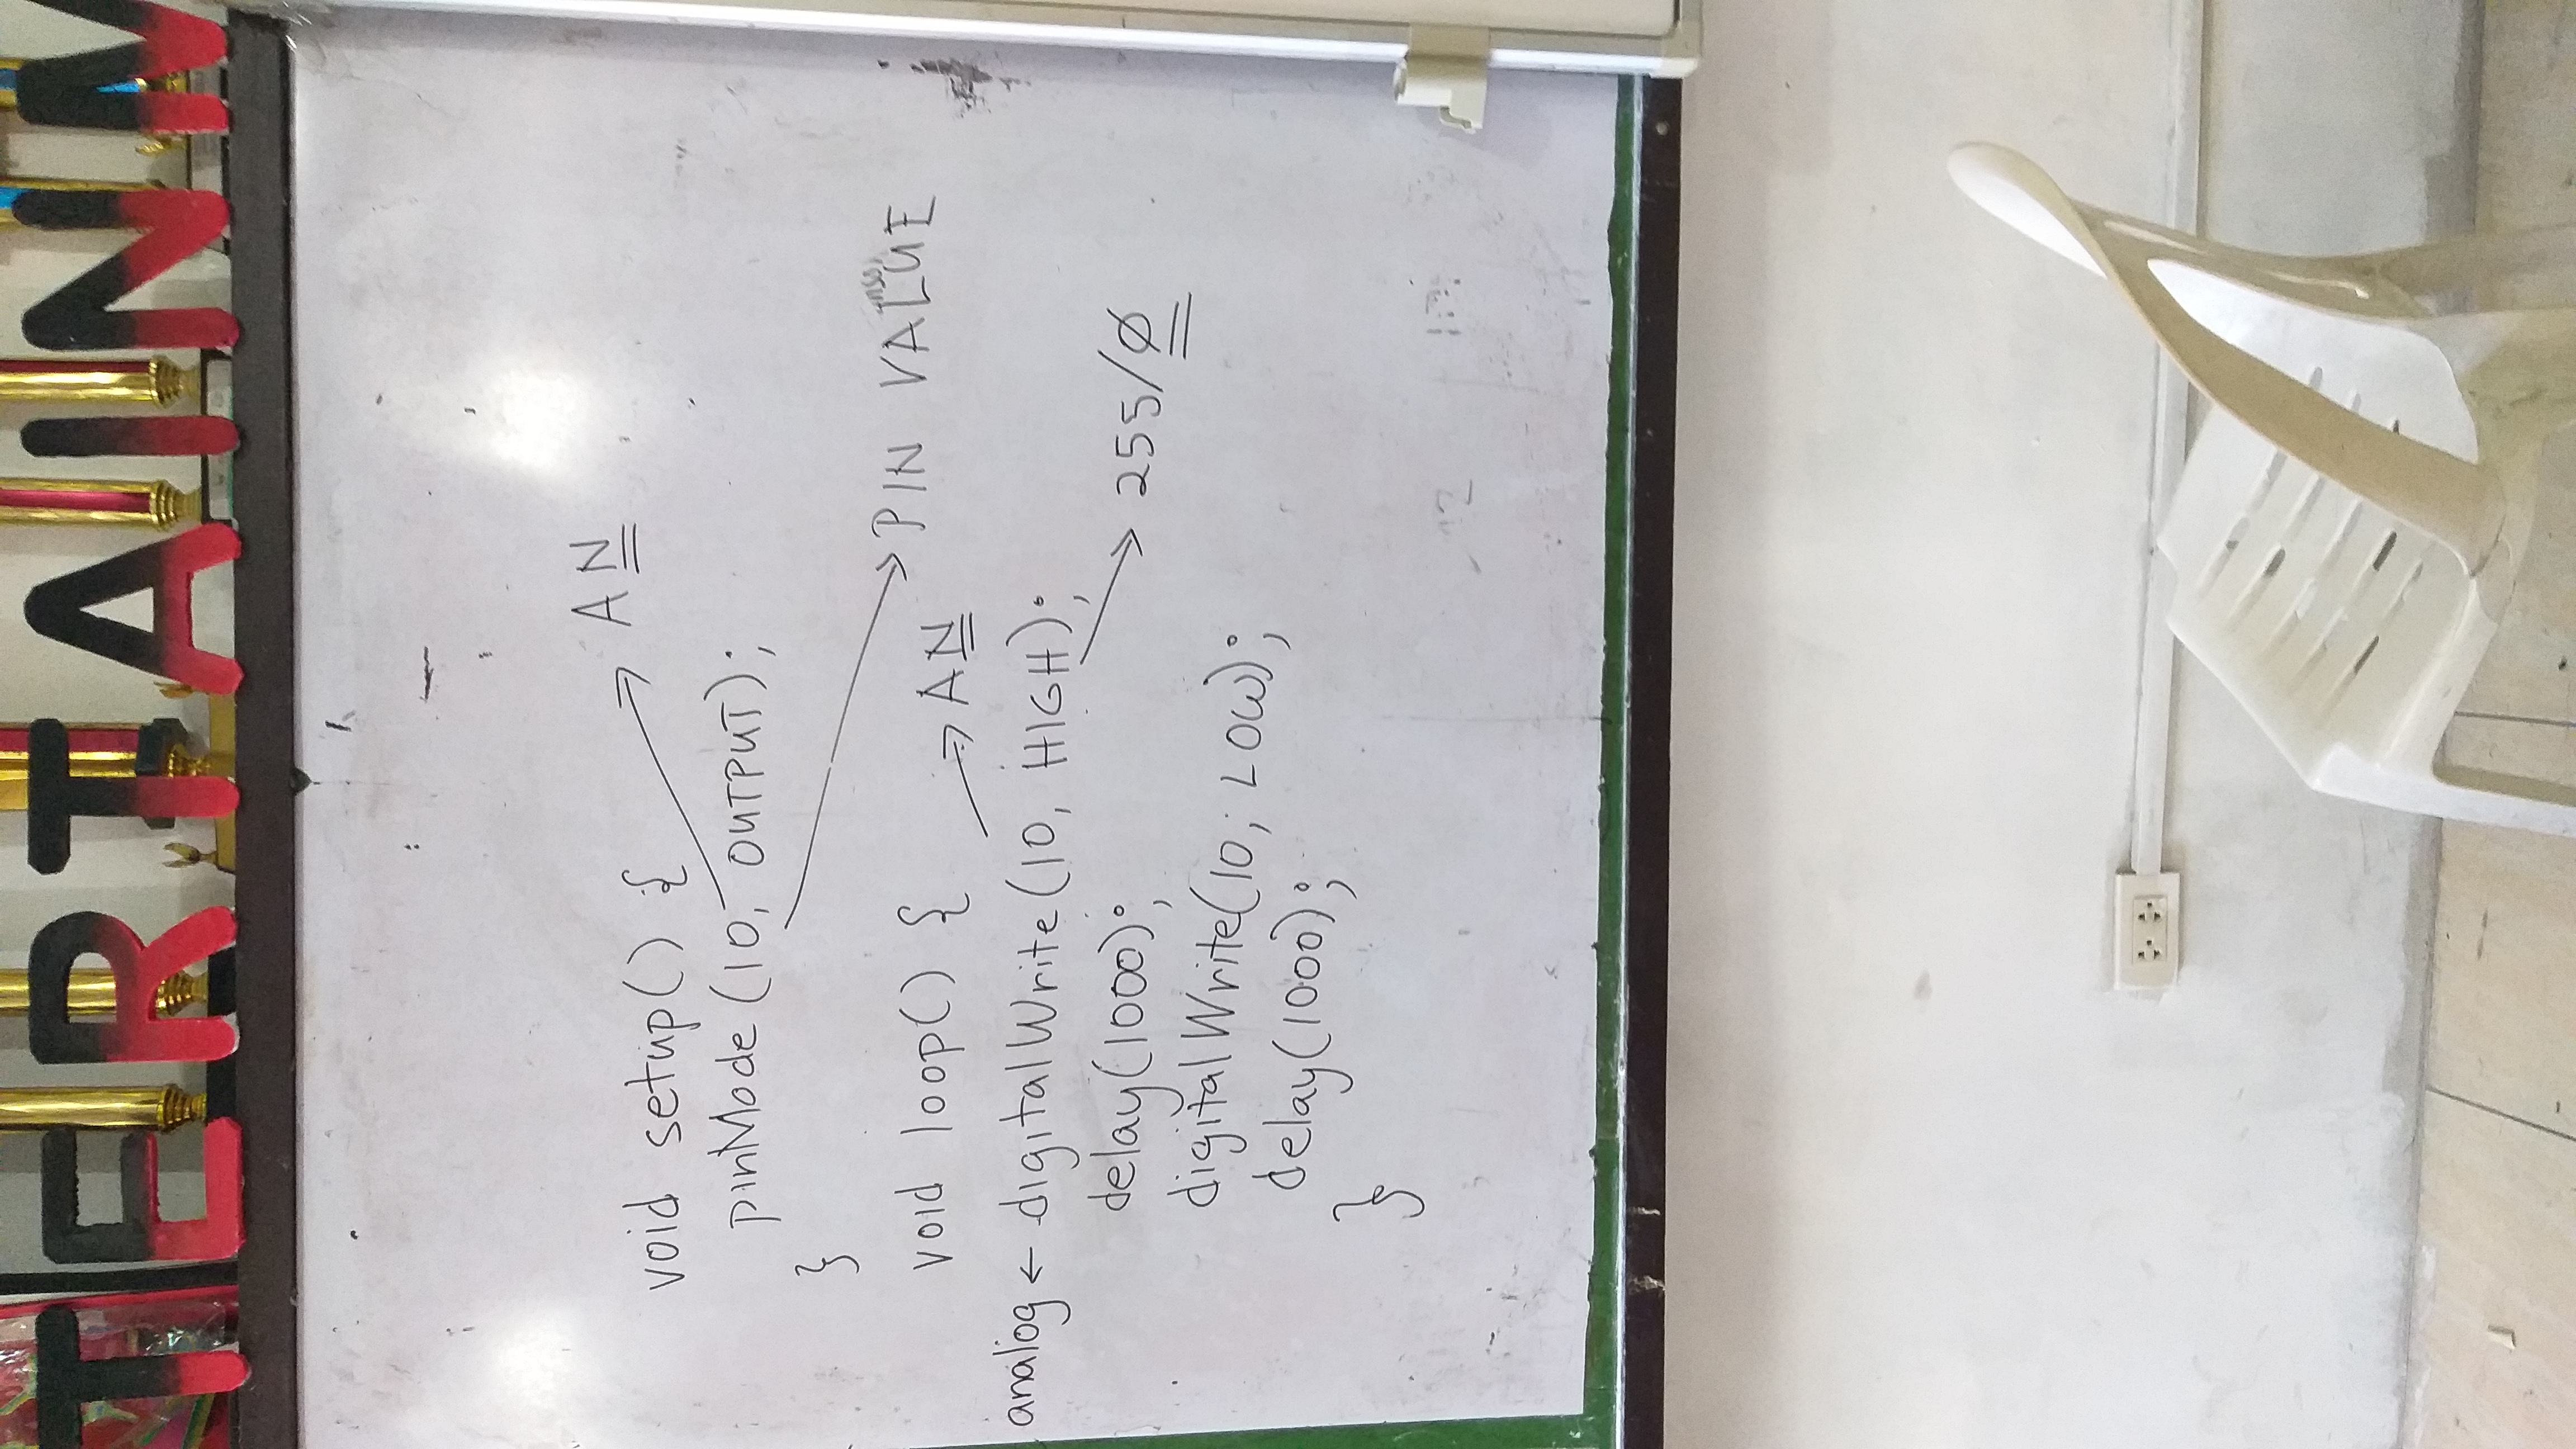 TERTAINM
AN
void setup() {
pinMode (10, OUTPUT);
}
PIN VALUE
void loop() {
AN
analog ← digitalWrite (10, HIGH);
delay(1000);
255/Ø
digitalWrite(10, LOW);
delay(1000);
}